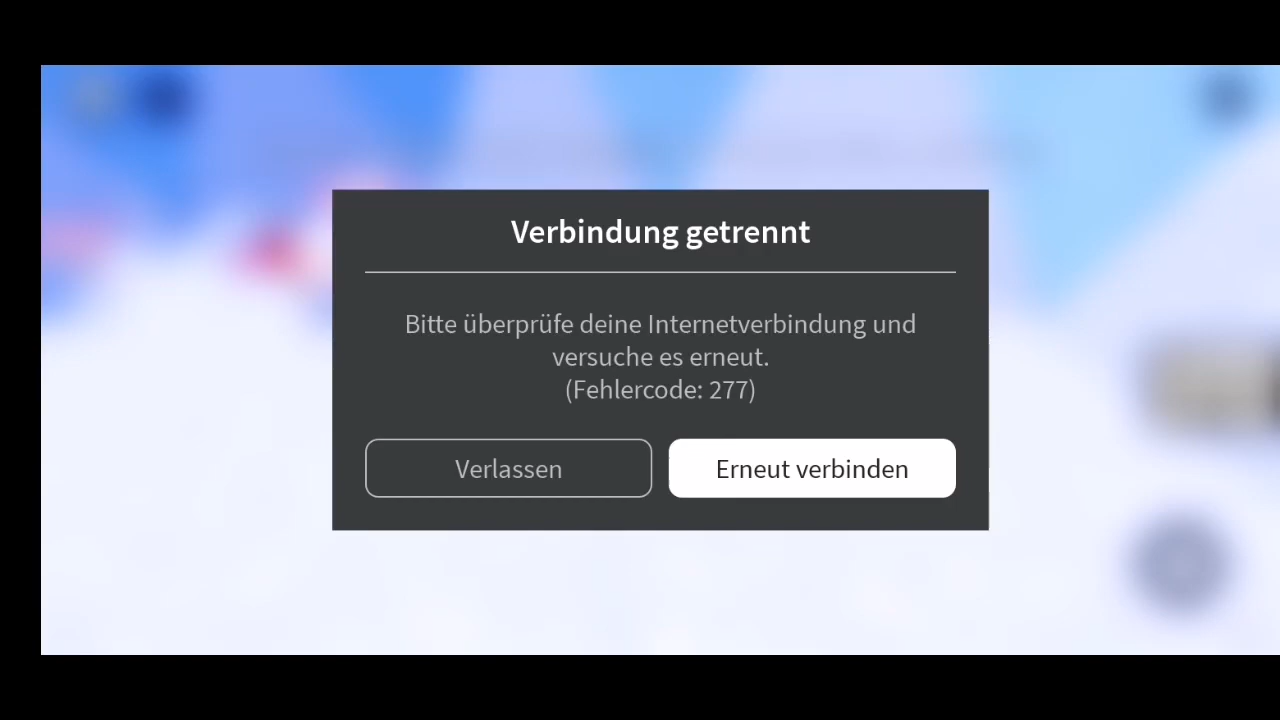 Verbindung getrennt
Bitte überprüfe deine Internetverbindung und
versuche es erneut.
(Fehlercode: 277)
Verlassen
Erneut verbinden